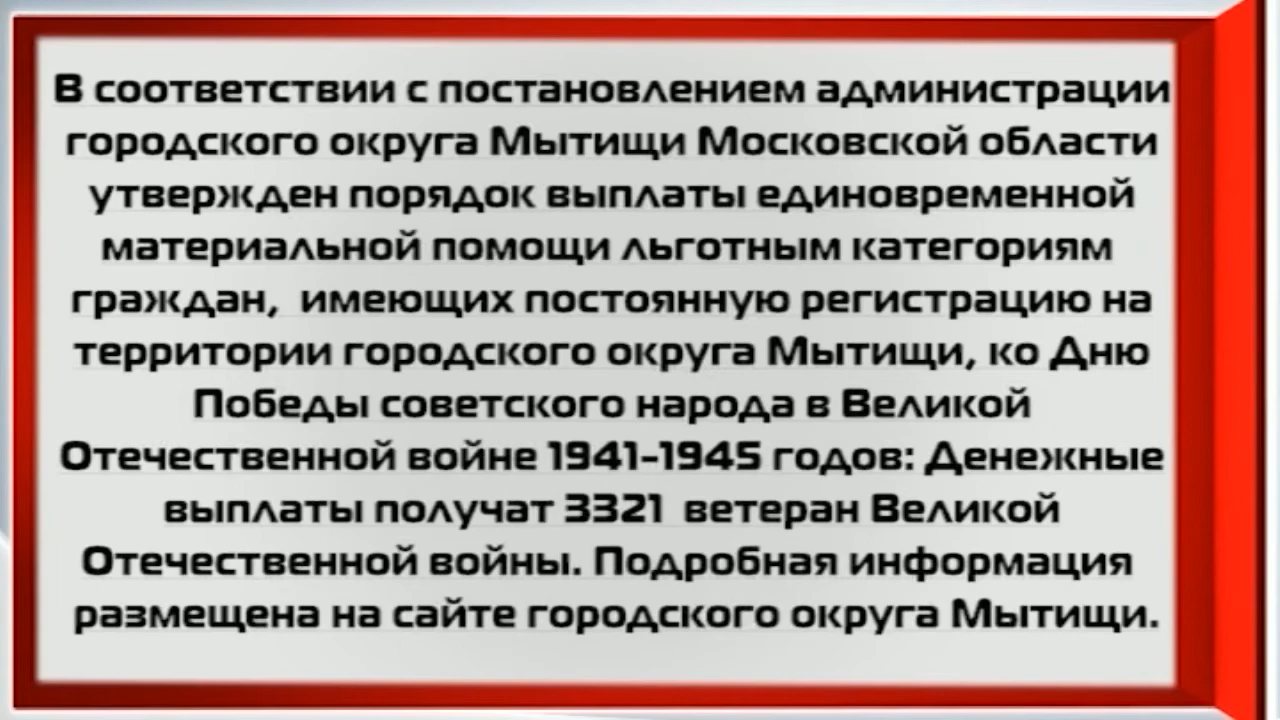 В соответствии с постановлением администрации
городского округа Мытищи Московской области
утвержден порядок выплаты единовременной
материальной помощи льготным категориям
граждан,  имеющих постоянную регистрацию на
территории городского округа Мытищи, ко Дню
Победы советского народа в Великой
Отечественной войне 1941-1945 годов: Денежные
выплаты получат 3321  ветеран Великой
Отечественной войны. Подробная информация
размещена на сайте городского округа Мытищи.